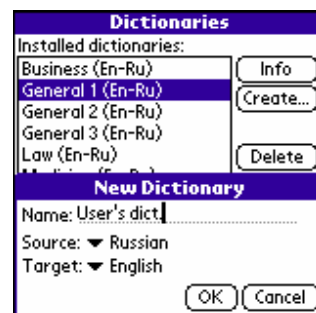 Dictionaries
Installed dictionaries:
Business (En-Ru)
Info
General 1 (En-Ru)
Create...
General 2 (En-Ru)
General 3 (En-Ru)
Law (En-Ru)
Delete
New Dictionary
Name: User's dict.
Source: Russian
Target: English
OK
Cancel